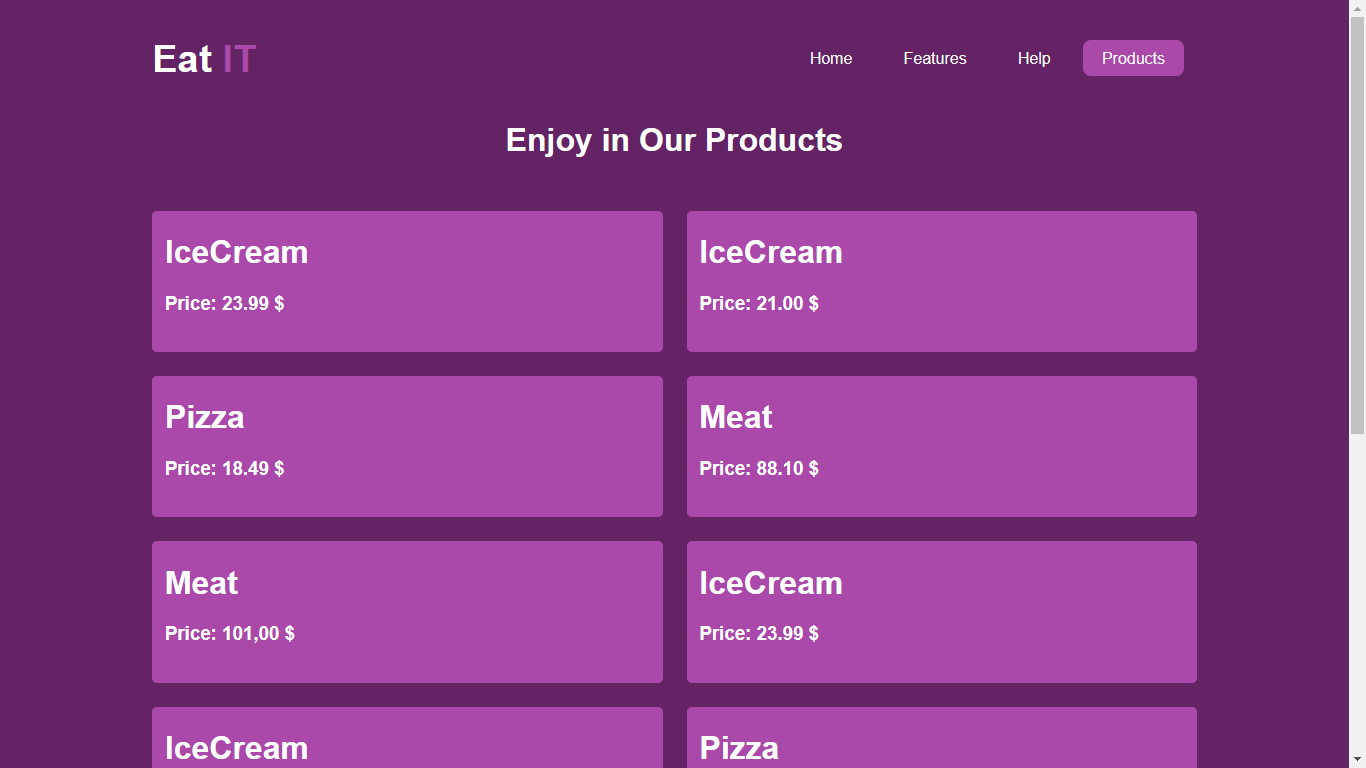 Eat IT
Home Features Help Products
Enjoy in Our Products
IceCream
Price: 23.99 $
IceCream
Price: 21.00 $
Pizza
Price: 18.49 $
Meat
Price: 88.10 $
Meat
Price: 101,00 $
IceCream
Price: 23.99 $
IceCream
Pizza